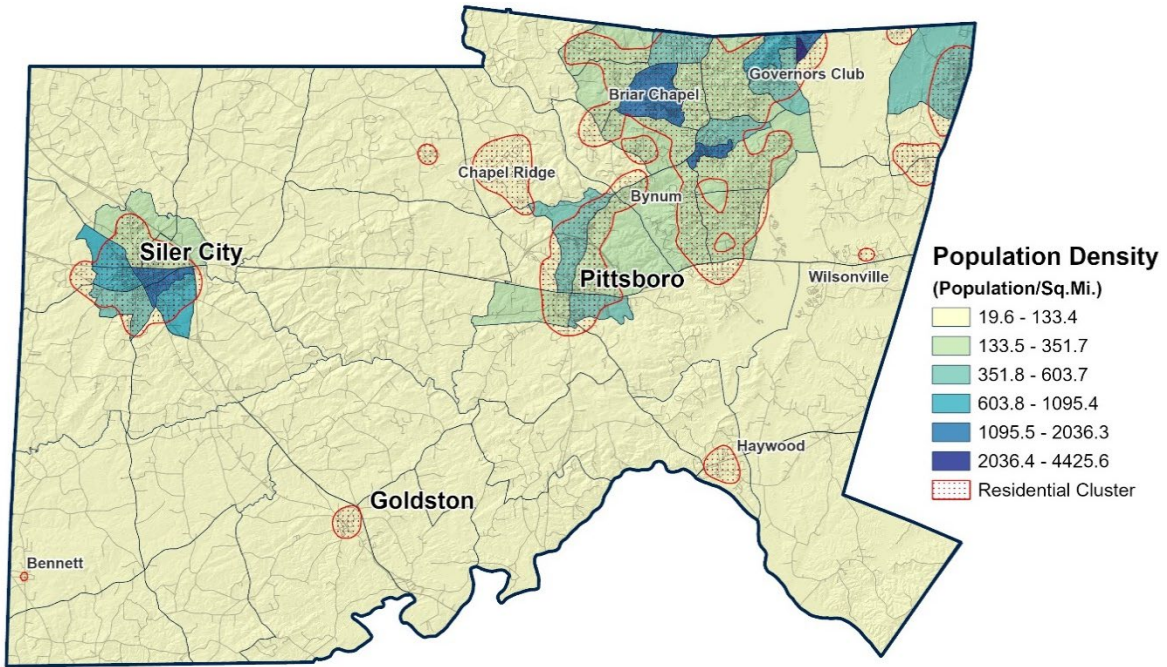 Governors Club
Briar Chapel
Chapel Ridge
Bynum
Siler City
Pittsboro
Wilsonville
Haywood
Goldston
Bennett
Population Density
(Population/Sq.Mi.)
19.6 - 133.4
133.5 - 351.7
351.8 - 603.7
603.8 - 1095.4
1095.5 - 2036.3
2036.4 - 4425.6
Residential Cluster